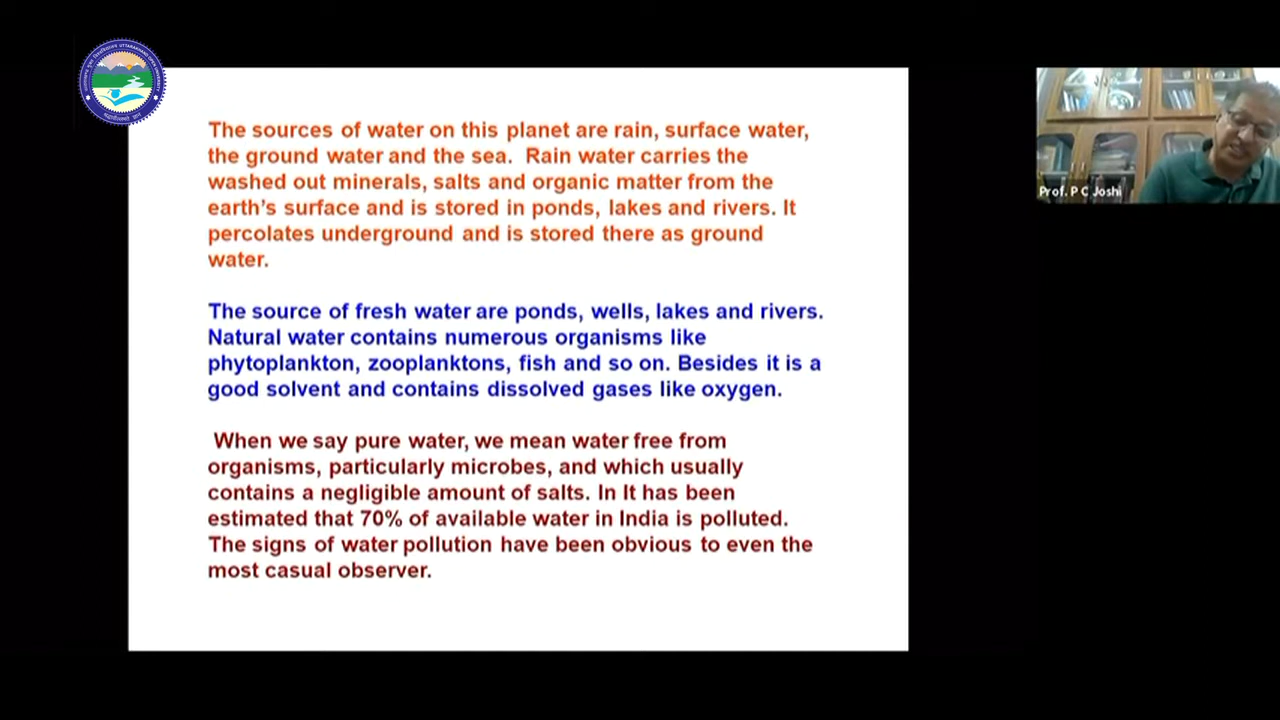 The sources of water on this planet are rain, surface water,
the ground water and the sea.  Rain water carries the
washed out minerals, salts and organic matter from the
earth's surface and is stored in ponds, lakes and rivers. It
percolates underground and is stored there as ground
water.
The source of fresh water are ponds, wells, lakes and rivers.
Natural water contains numerous organisms like
phytoplankton, zooplanktons, fish and so on. Besides it is a
good solvent and contains dissolved gases like oxygen.
When we say pure water, we mean water free from
organisms, particularly microbes, and which usually
contains a negligible amount of salts. In It has been
estimated that 70% of available water in India is polluted.
The signs of water pollution have been obvious to even the
most casual observer.
Prof. P C Joshi